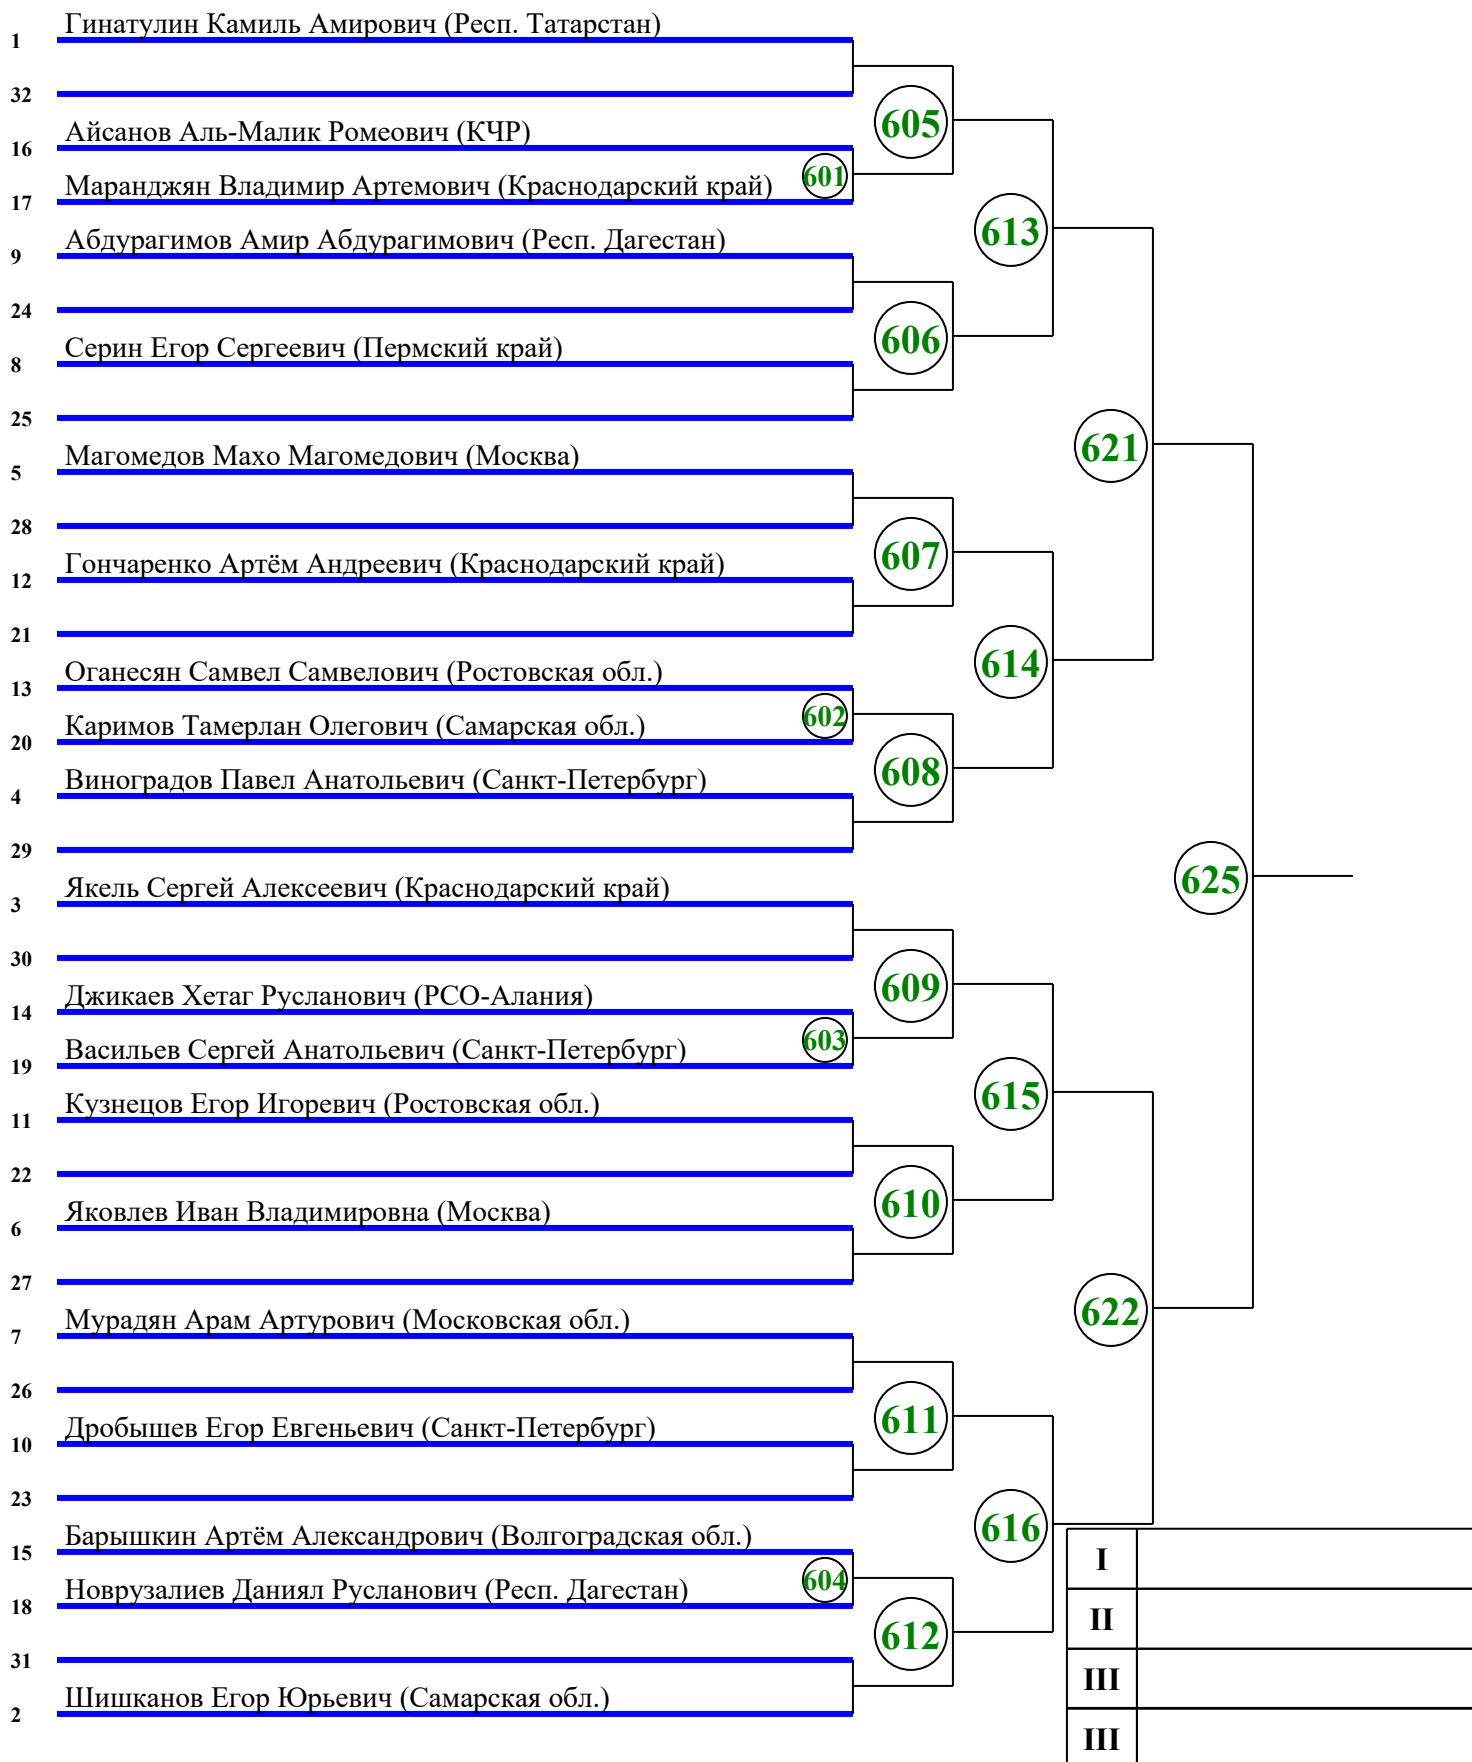 Гинатулин Камиль Амирович (Респ. Татарстан)
1
32
605
Айсанов Аль-Малик Ромеович (КЧР)
16
601
Маранджян Владимир Артемович (Краснодарский край)
17
613
Абдурагимов Амир Абдурагимович (Респ. Дагестан)
9
24
606
Серин Егор Сергеевич (Пермский край)
8
25
621
Магомедов Махо Магомедович (Москва)
5
28
607
Гончаренко Артём Андреевич (Краснодарский край)
12
21
614
Оганесян Самвел Самвелович (Ростовская обл.)
13
602
Каримов Тамерлан Олегович (Самарская обл.)
20
608
Виноградов Павел Анатольевич (Санкт-Петербург)
4
29
625
Якель Сергей Алексеевич (Краснодарский край)
3
30
609
Джикаев Хетаг Русланович (РСО-Алания)
14
603
Васильев Сергей Анатольевич (Санкт-Петербург)
19
615
Кузнецов Егор Игоревич (Ростовская обл.)
11
22
610
Яковлев Иван Владимировна (Москва)
6
27
622
Мурадян Арам Артурович (Московская обл.)
7
26
611
Дробышев Егор Евгеньевич (Санкт-Петербург)
10
23
616
Барышкин Артём Александрович (Волгоградская обл.)
15
I
604
Новрузалиев Даниял Русланович (Респ. Дагестан)
18
II
612
31
III
Шишканов Егор Юрьевич (Самарская обл.)
2
III